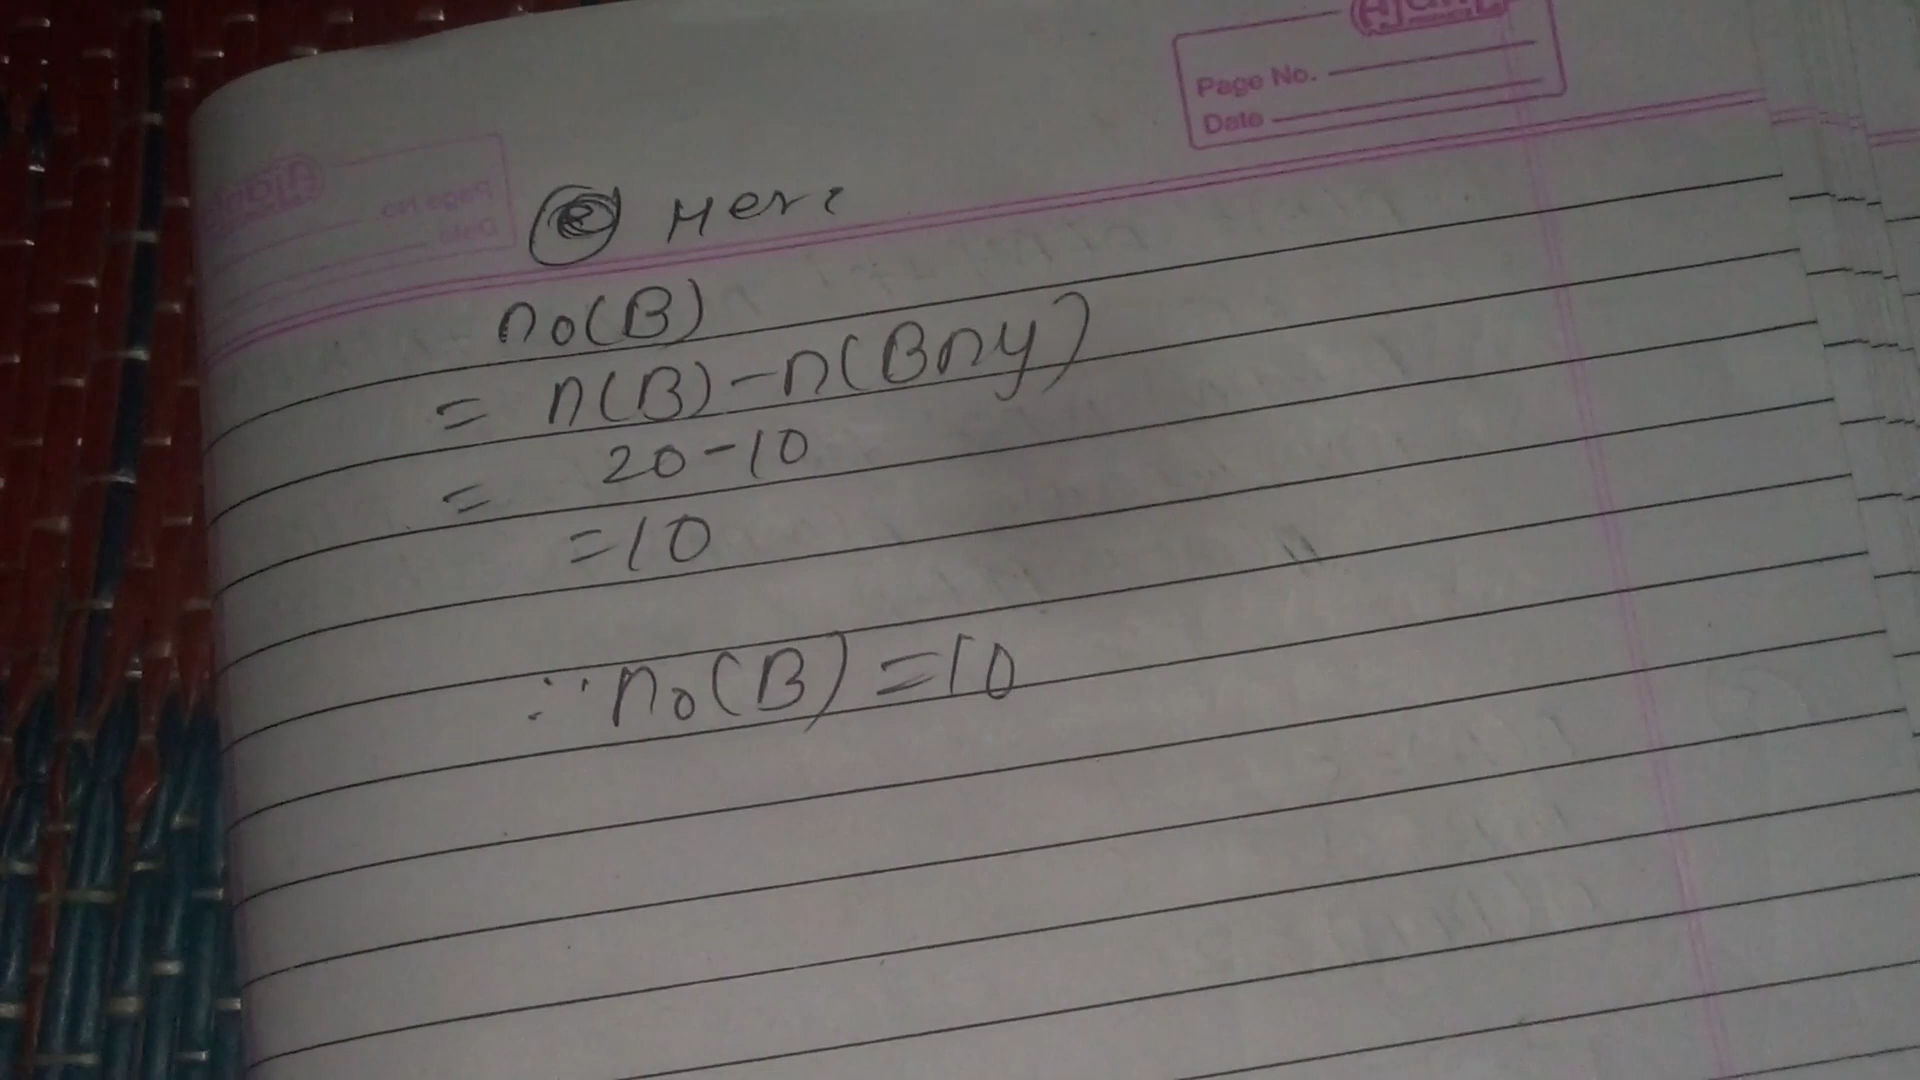 Page No.
Date
Here
n₀(B)
= n(B) - n(B∩y)
= 20-10
=10
∵ n₀(B) =10